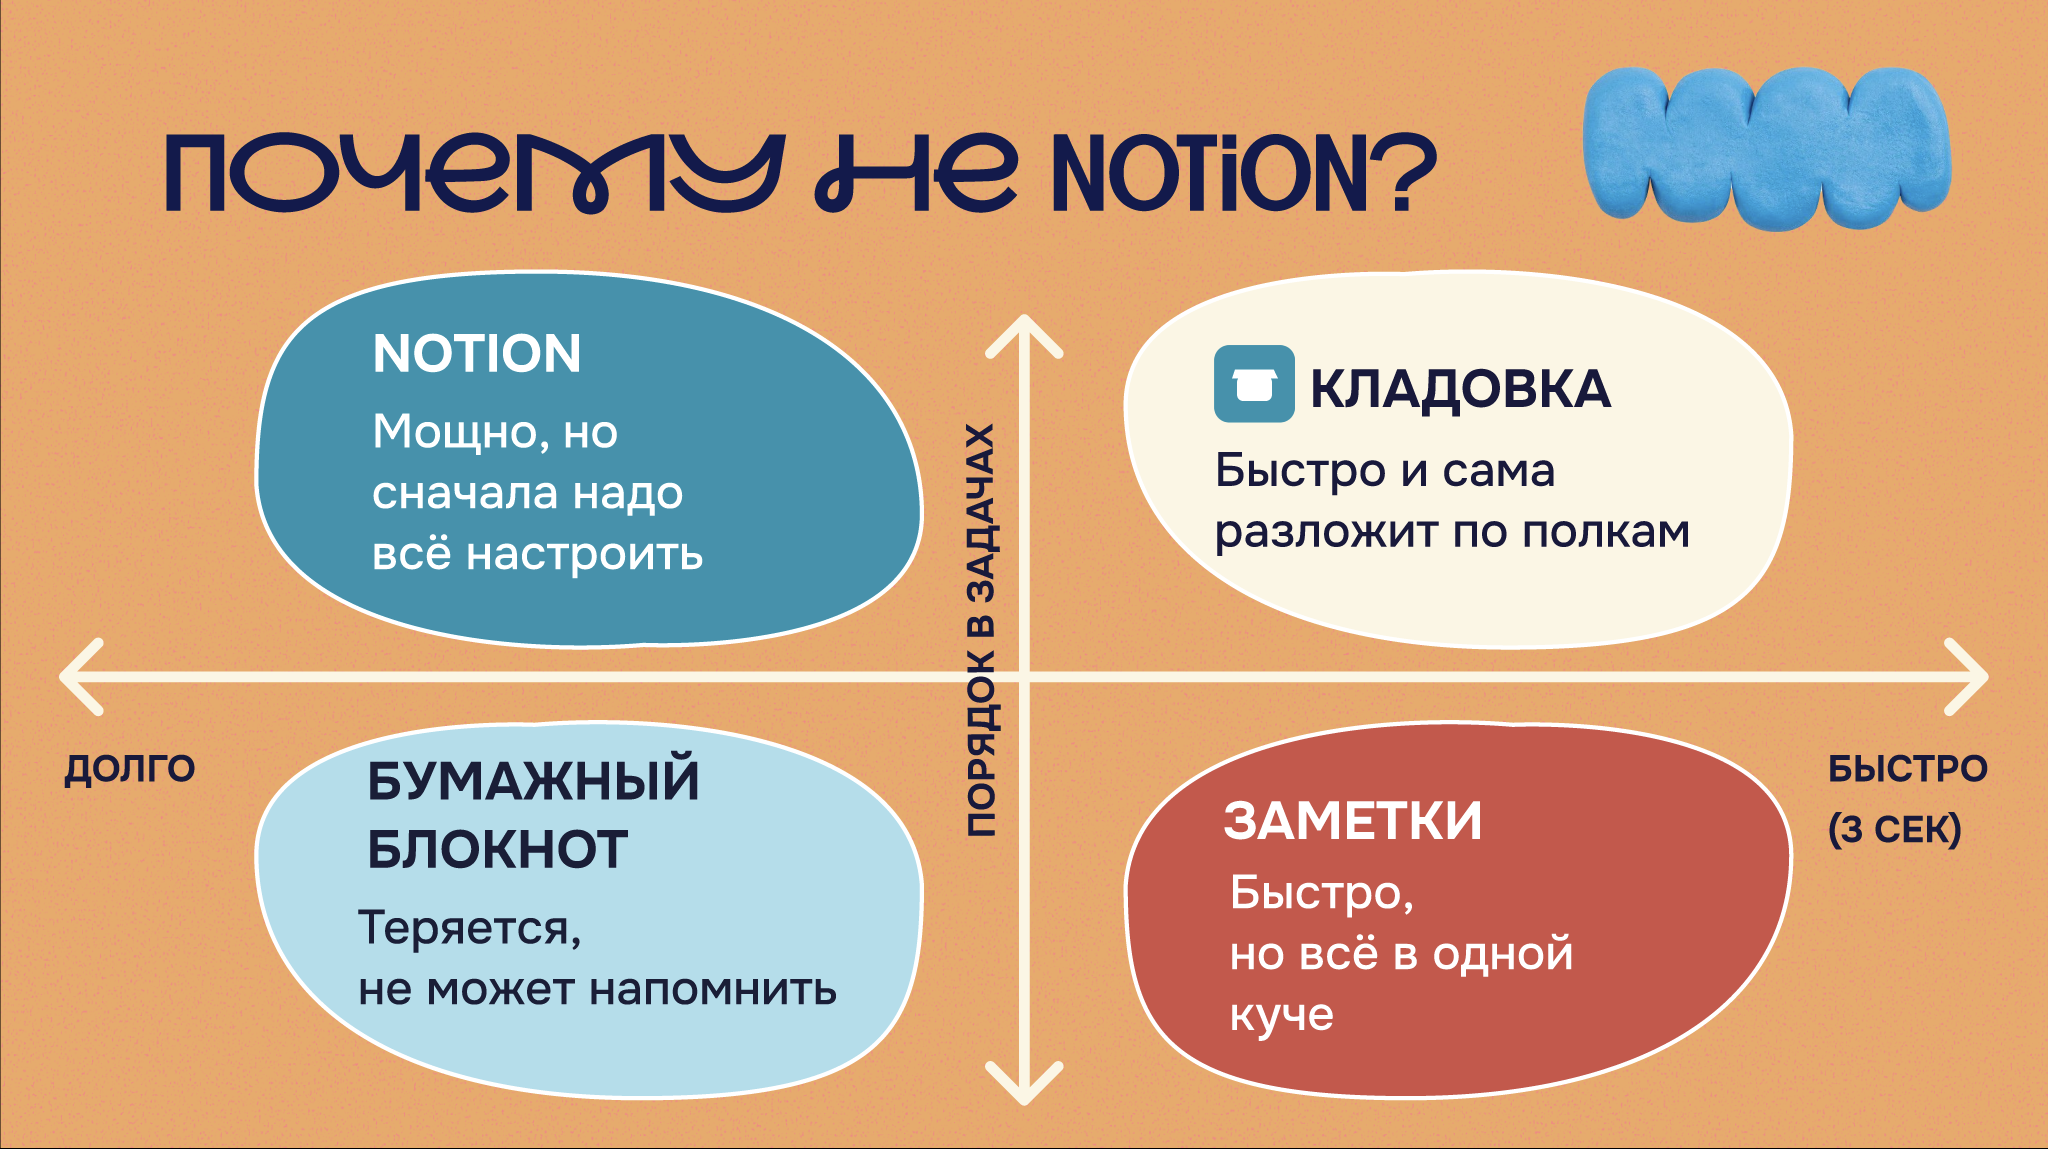 ПОЧЕМУ НЕ NOTiON?
NOTION
Мощно, но
сначала надо
всё настроить
КЛАДОВКА
Быстро и сама
разложит по полкам
ПОРЯДОК В ЗАДАЧАХ
ДОЛГО
БЫСТРО
(3 СЕК)
БУМАЖНЫЙ
БЛОКНОТ
Теряется,
не может напомнить
ЗАМЕТКИ
Быстро,
но всё в одной
куче